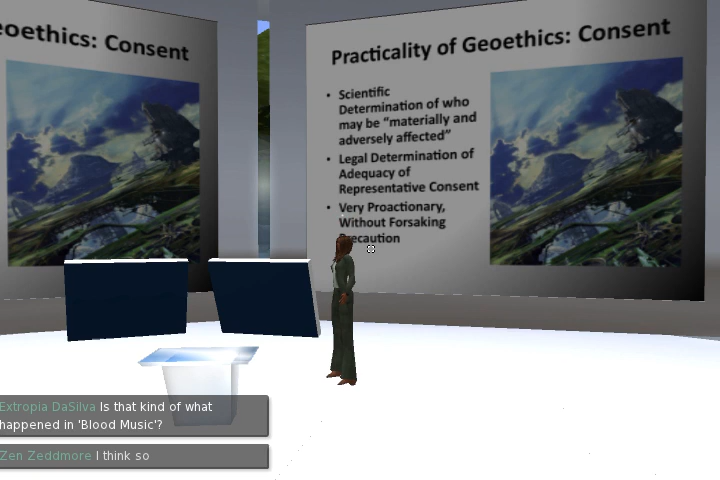 eoethics: Consent
Practicality of Geoethics: Consent
• Scientific
Determination of who
may be “materially and
adversely affected”
• Legal Determination of
Adequacy of
Representative Consent
• Very Proactionary,
Without Forsaking
recaution
Extropia DaSilva Is that kind of what
happened in 'Blood Music'?
Zen Zeddmore I think so